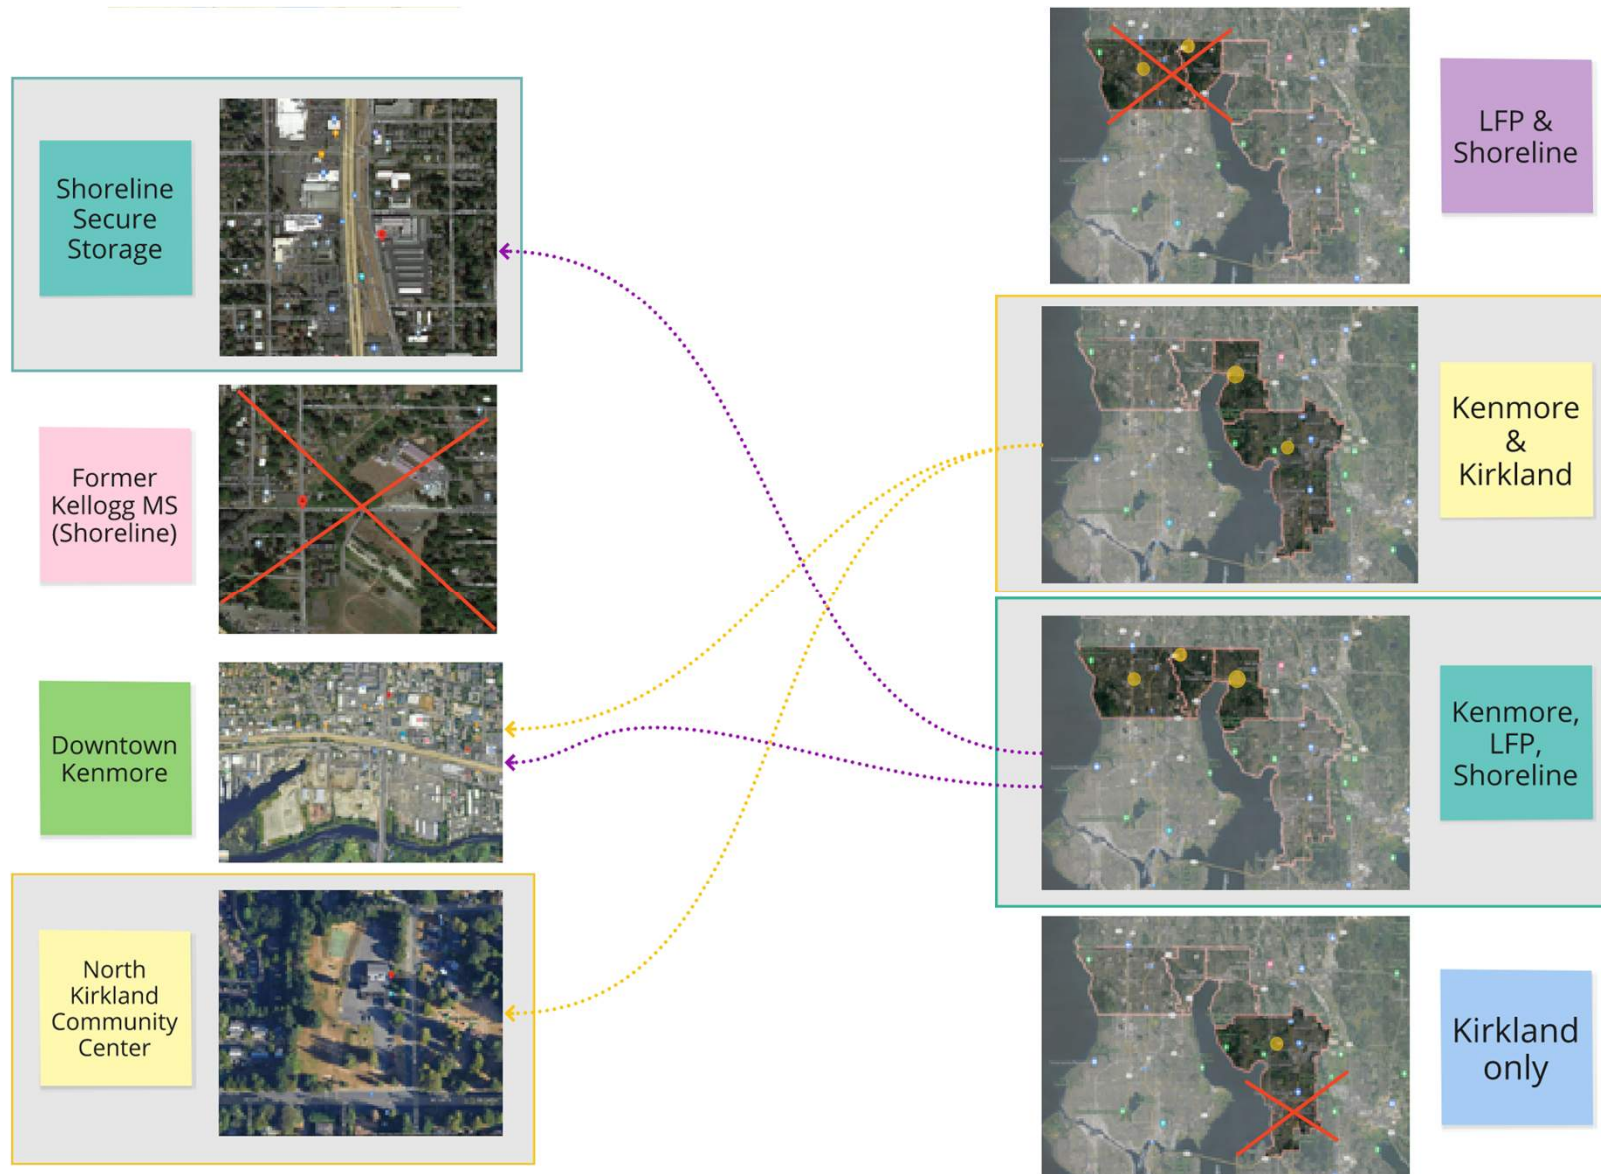 Shoreline
Secure
Storage
Former
Kellogg MS
(Shoreline)
Downtown
Kenmore
North
Kirkland
Community
Center
LFP &
Shoreline
Kenmore
&
Kirkland
Kenmore,
LFP,
Shoreline
Kirkland
only